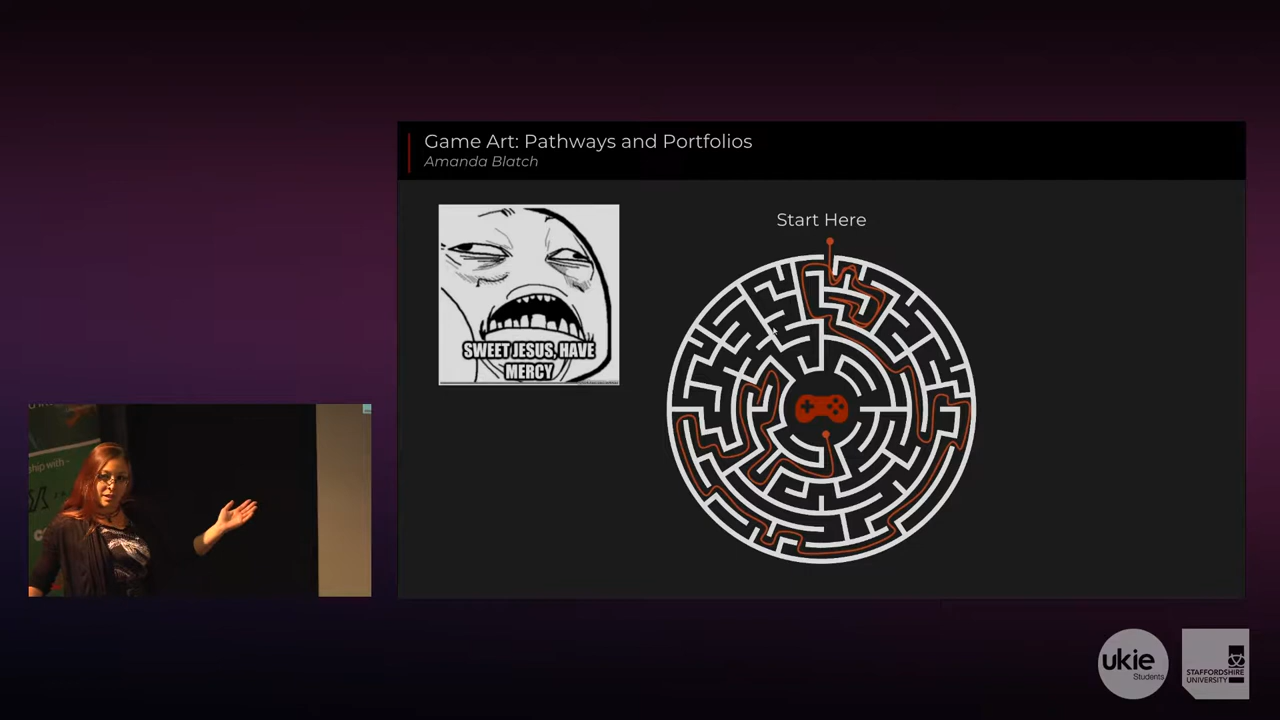 Game Art: Pathways and Portfolios
Amanda Blatch
Start Here
SWEET JESUS, HAVE
MERCY
ukie
Students
STAFFORDSHIRE
UNIVERSITY